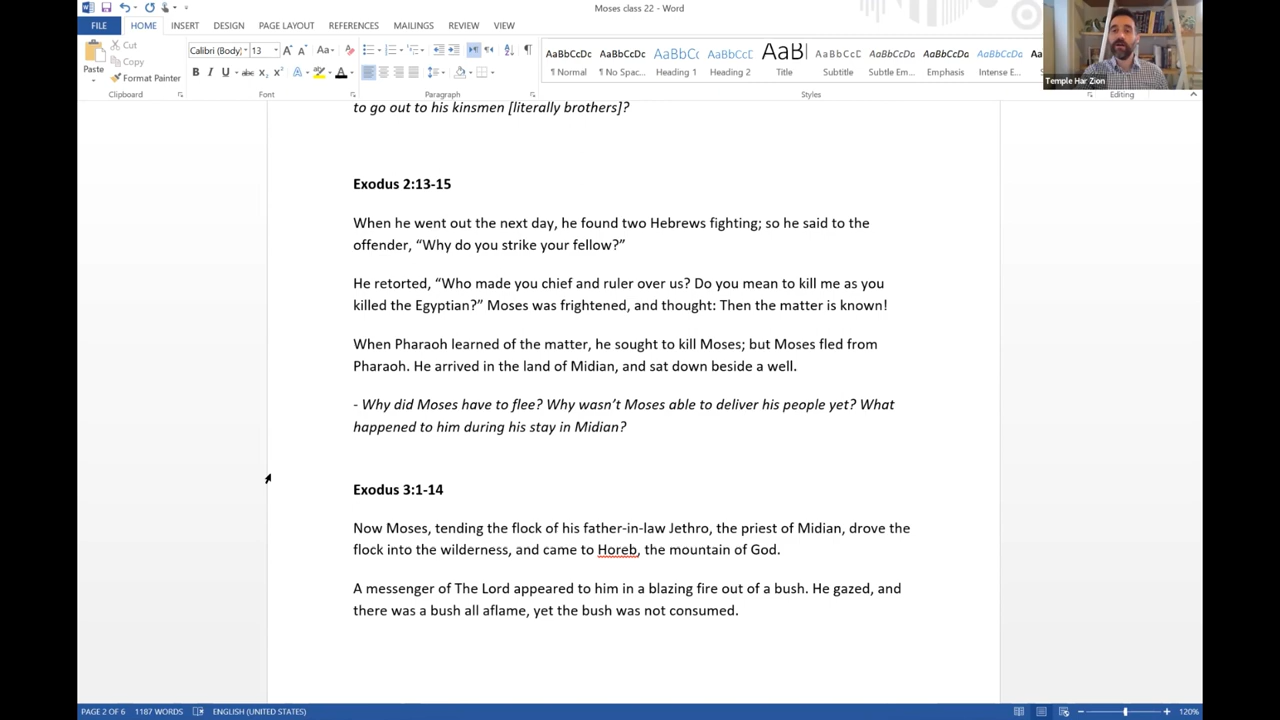 Moses class 22 - Word
FILE HOME INSERT DESIGN PAGE LAYOUT REFERENCES MAILINGS REVIEW VIEW
Paste
Cut
Copy
Format Painter
Calibri (Body) 13
B I U abc x₂ x²
AaBbCcDc AaBbCcDc AaBbCc AaBbCcD AaB AaBbCcDc AaBbCcDc AaBbCcDc AaBbCcDc
¶ Normal ¶ No Spac... Heading 1 Heading 2 Title Subtitle Subtle Em... Emphasis Intense E...
Clipboard Font Paragraph Styles Editing
Temple Har Zion
to go out to his kinsmen [literally brothers]?
Exodus 2:13-15
When he went out the next day, he found two Hebrews fighting; so he said to the
offender, “Why do you strike your fellow?”
He retorted, “Who made you chief and ruler over us? Do you mean to kill me as you
killed the Egyptian?” Moses was frightened, and thought: Then the matter is known!
When Pharaoh learned of the matter, he sought to kill Moses; but Moses fled from
Pharaoh. He arrived in the land of Midian, and sat down beside a well.
- Why did Moses have to flee? Why wasn’t Moses able to deliver his people yet? What
happened to him during his stay in Midian?
Exodus 3:1-14
Now Moses, tending the flock of his father-in-law Jethro, the priest of Midian, drove the
flock into the wilderness, and came to Horeb, the mountain of God.
A messenger of The Lord appeared to him in a blazing fire out of a bush. He gazed, and
there was a bush all aflame, yet the bush was not consumed.
PAGE 2 OF 6 1187 WORDS ENGLISH (UNITED STATES) 120%